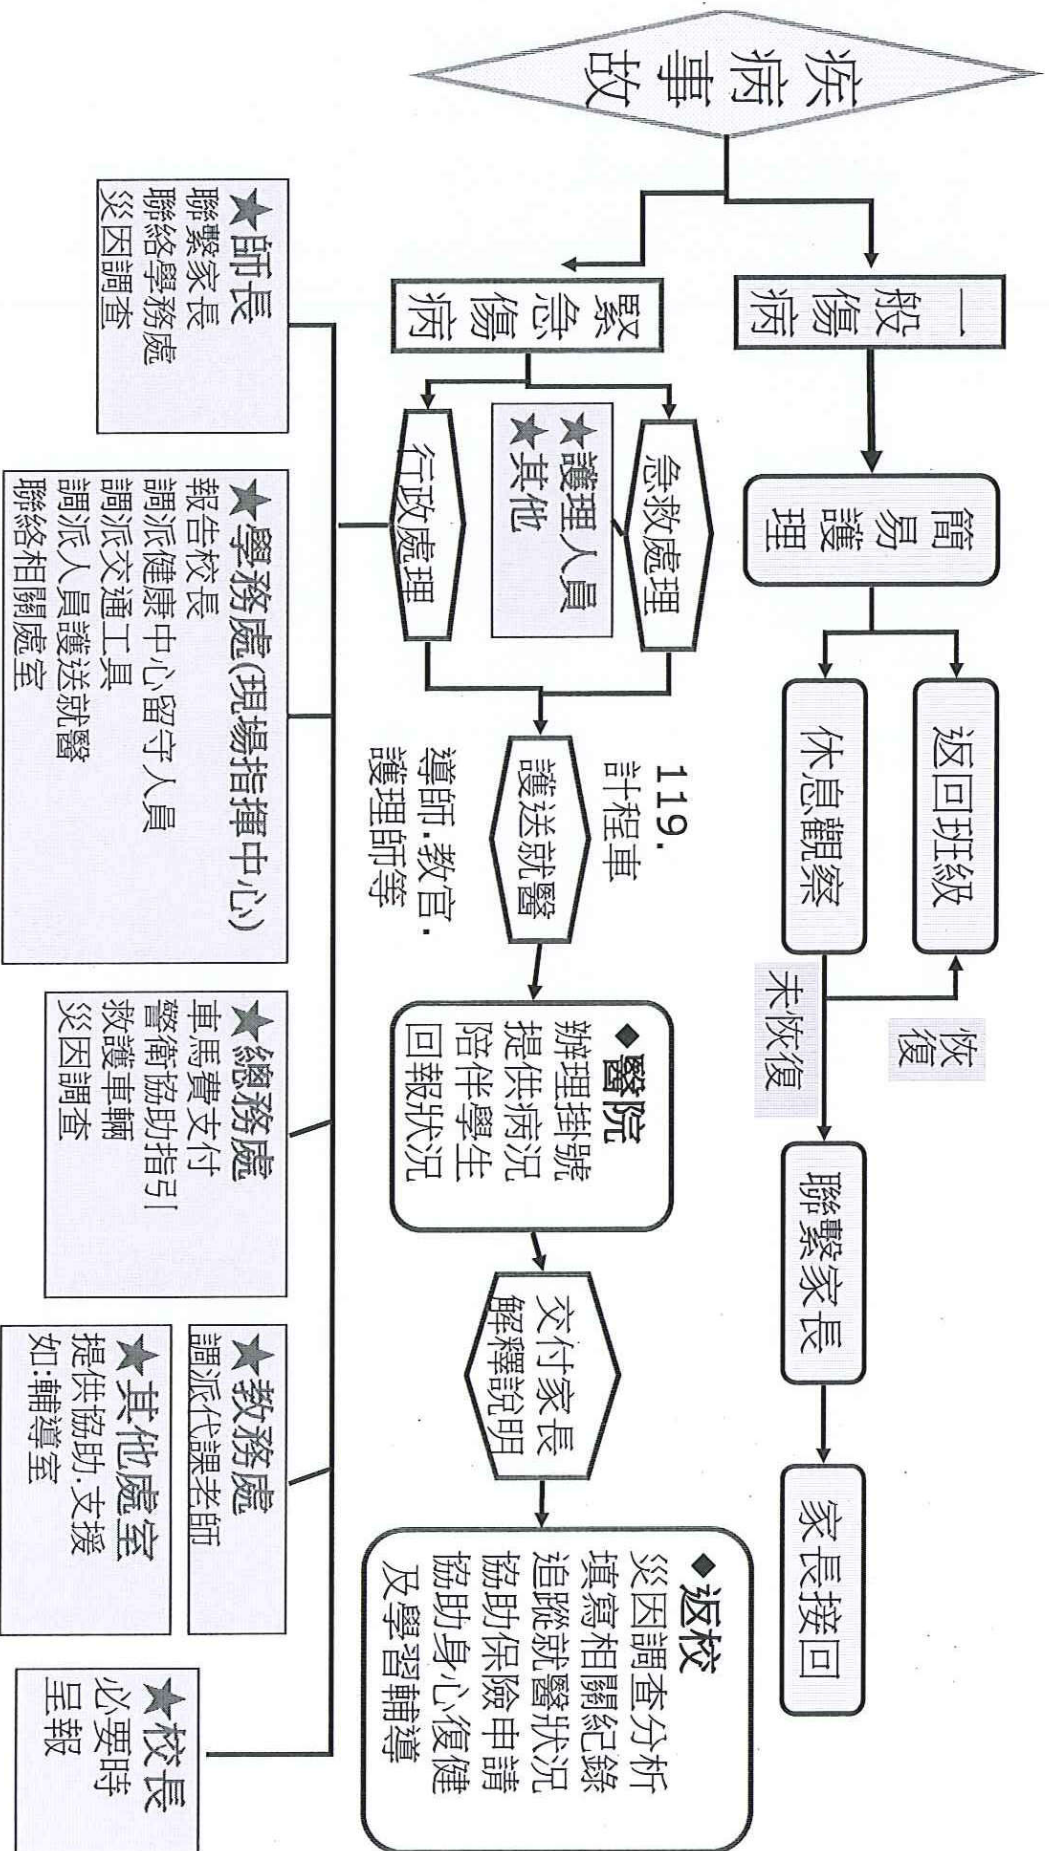 疾病事故
一般傷病
簡易護理
返回班級
休息觀察
恢復
未恢復
聯繫家長
家長接回
緊急傷病
急救處理
★護理人員
★其他
行政處理
119.
計程車
護送就醫
導師.教官.
護理師等
◆醫院
辦理掛號
提供病況
陪伴學生
回報狀況
交付家長
解釋說明
◆返校
災因調查分析
填寫相關紀錄
追蹤就醫狀況
協助保險申請
協助身心復健
及學習輔導
★師長
聯繫家長
聯絡學務處
災因調查
★學務處(現場指揮中心)
報告校長
調派健康中心留守人員
調派交通工具
調派人員護送就醫
聯絡相關處室
★總務處
車馬費支付
警衛協助指引
救護車輛
災因調查
★教務處
調派代課老師
★其他處室
提供協助.支援
如:輔導室
★校長
必要時
呈報